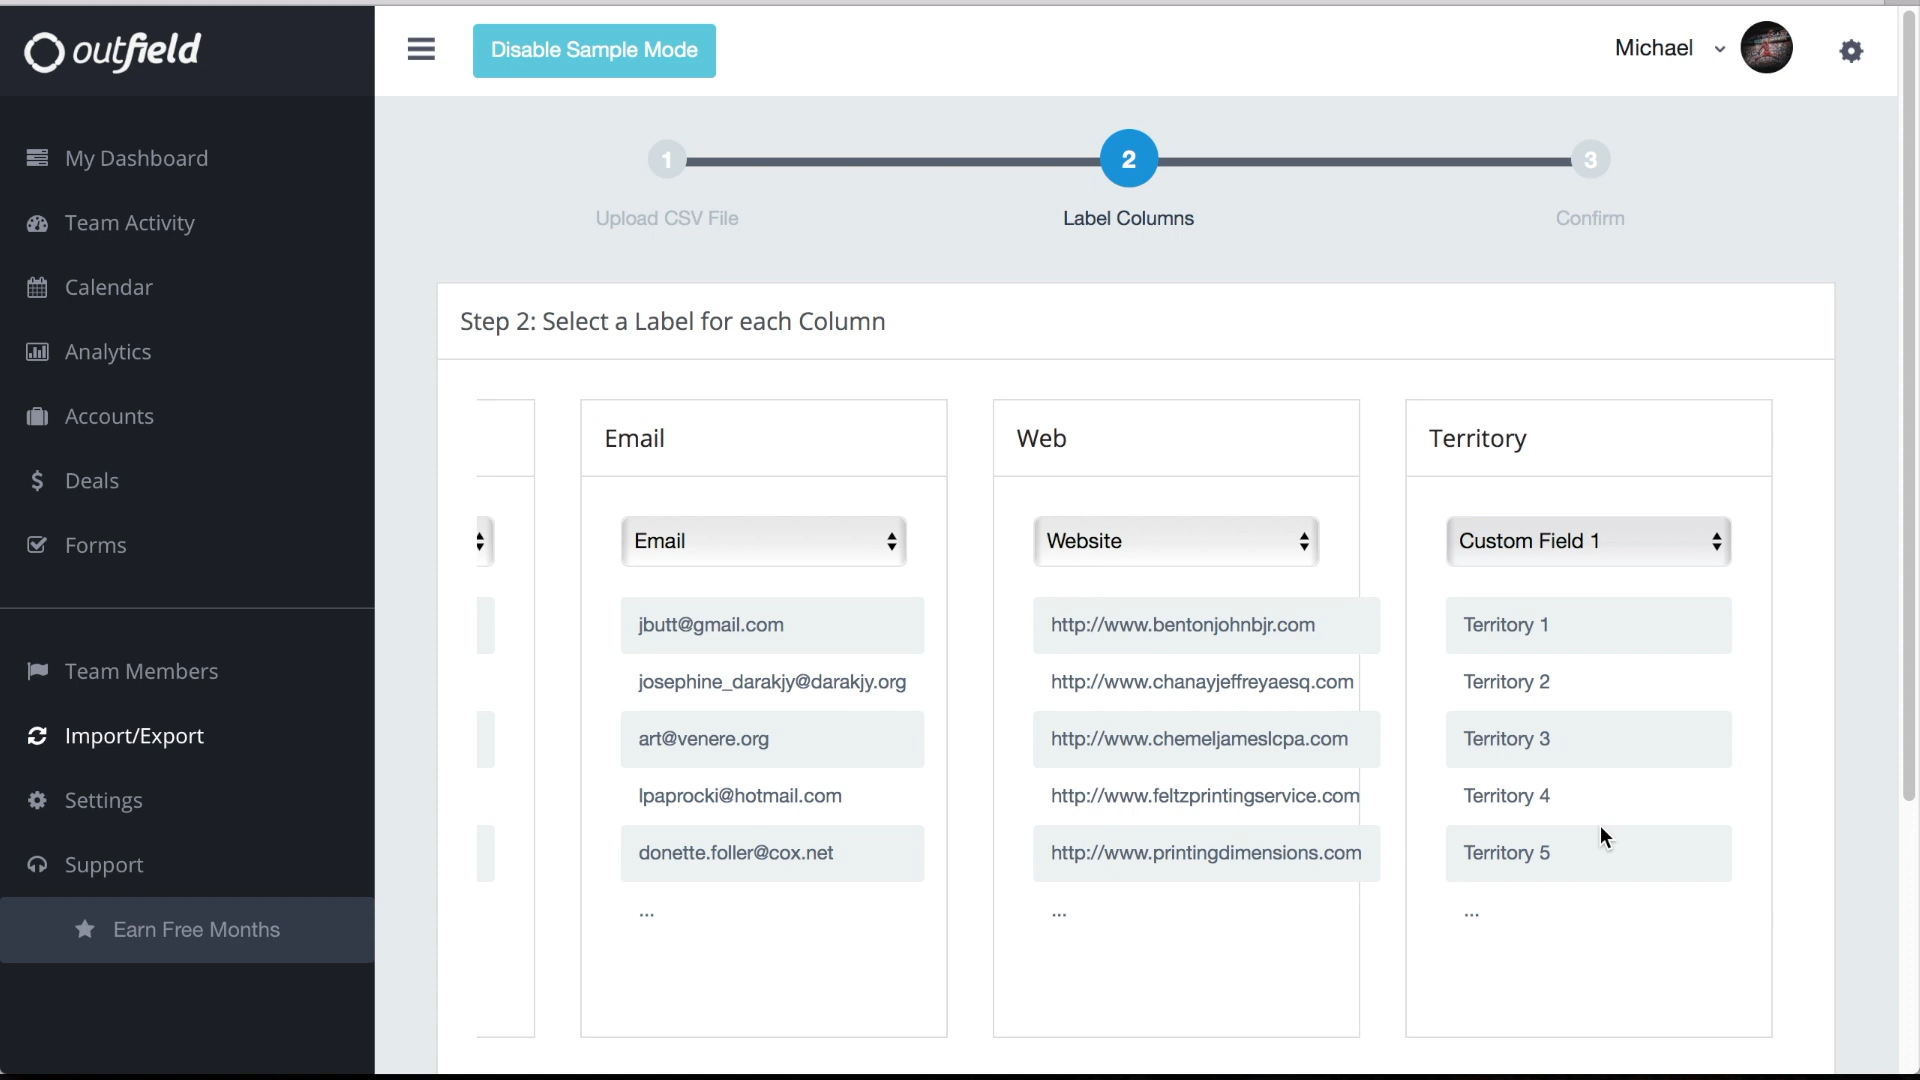 outfield
Disable Sample Mode
Michael
My Dashboard
Team Activity
Calendar
Analytics
Accounts
Deals
Forms
Team Members
Import/Export
Settings
Support
Earn Free Months
1
2
3
Upload CSV File
Label Columns
Confirm
Step 2: Select a Label for each Column
Email
Email
jbutt@gmail.com
josephine_darakjy@darakjy.org
art@venere.org
lpaprocki@hotmail.com
donette.foller@cox.net
...
Web
Website
http://www.bentonjohnbjr.com
http://www.chanayjeffreyaesq.com
http://www.chemeljameslcpa.com
http://www.feltzprintingservice.com
http://www.printingdimensions.com
...
Territory
Custom Field 1
Territory 1
Territory 2
Territory 3
Territory 4
Territory 5
...